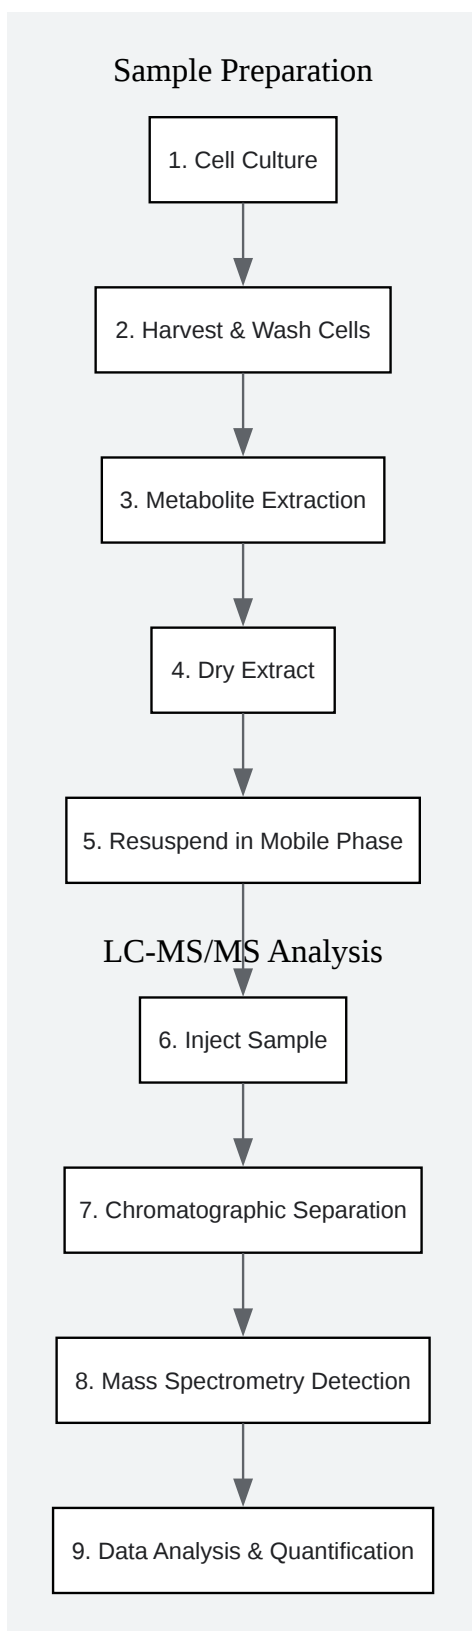 Sample Preparation
1. Cell Culture
2. Harvest & Wash Cells
3. Metabolite Extraction
4. Dry Extract
5. Resuspend in Mobile Phase
LC-MS/MS Analysis
6. Inject Sample
7. Chromatographic Separation
8. Mass Spectrometry Detection
9. Data Analysis & Quantification